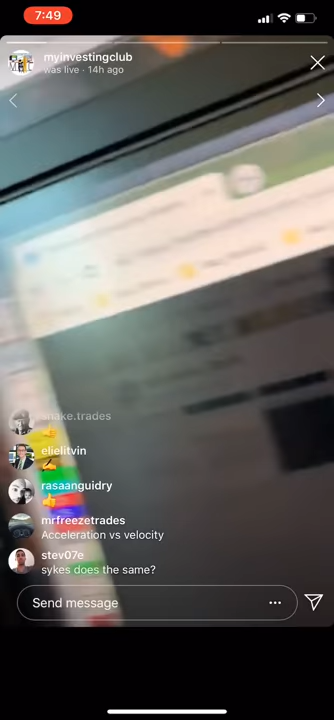 7:49
myinvestingclub
was live · 14h ago
make.trades
elielitvin
rasaanguidry
mrfreezetrades
Acceleration vs velocity
stev07e
sykes does the same?
Send message